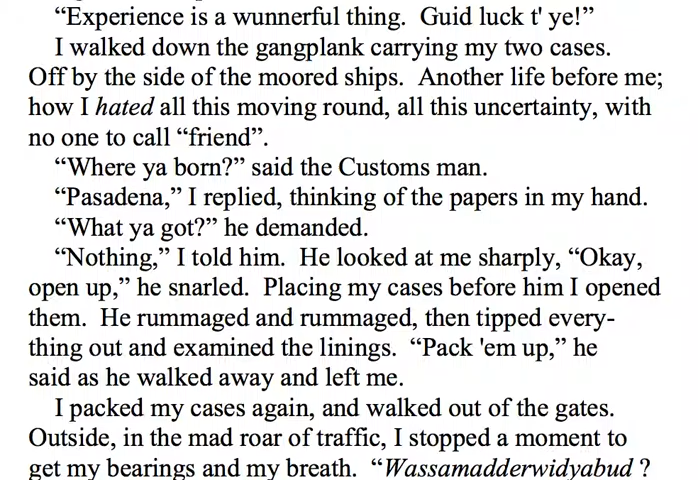 “Experience is a wunnerful thing. Guid luck t' ye!”
I walked down the gangplank carrying my two cases.
Off by the side of the moored ships. Another life before me;
how I hated all this moving round, all this uncertainty, with
no one to call “friend”.
“Where ya born?” said the Customs man.
“Pasadena,” I replied, thinking of the papers in my hand.
“What ya got?” he demanded.
“Nothing,” I told him. He looked at me sharply, “Okay,
open up,” he snarled. Placing my cases before him I opened
them. He rummaged and rummaged, then tipped every-
thing out and examined the linings. “Pack 'em up,” he
said as he walked away and left me.
I packed my cases again, and walked out of the gates.
Outside, in the mad roar of traffic, I stopped a moment to
get my bearings and my breath. “Wassamadderwidyabud ?